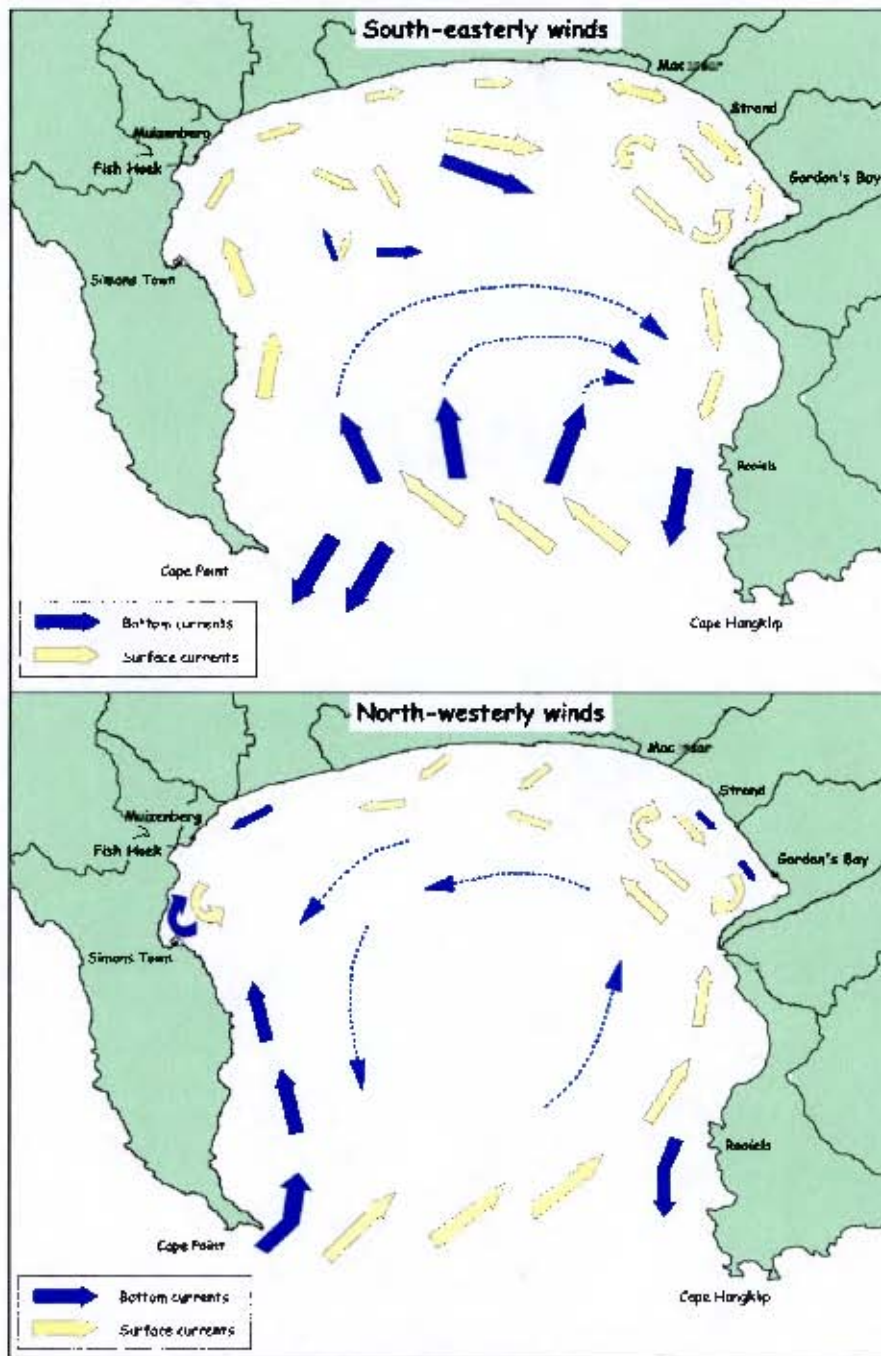 South-easterly winds
Strand
Muizenberg
Fish Hoek
Gordon's Bay
Simons Town
Rooiels
Cape Point
Cape Hangklip
Bottom currents
Surface currents
North-westerly winds
Strand
Muizenberg
Fish Hoek
Gordon's Bay
Simons Town
Rooiels
Cape Point
Cape Hangklip
Bottom currents
Surface currents